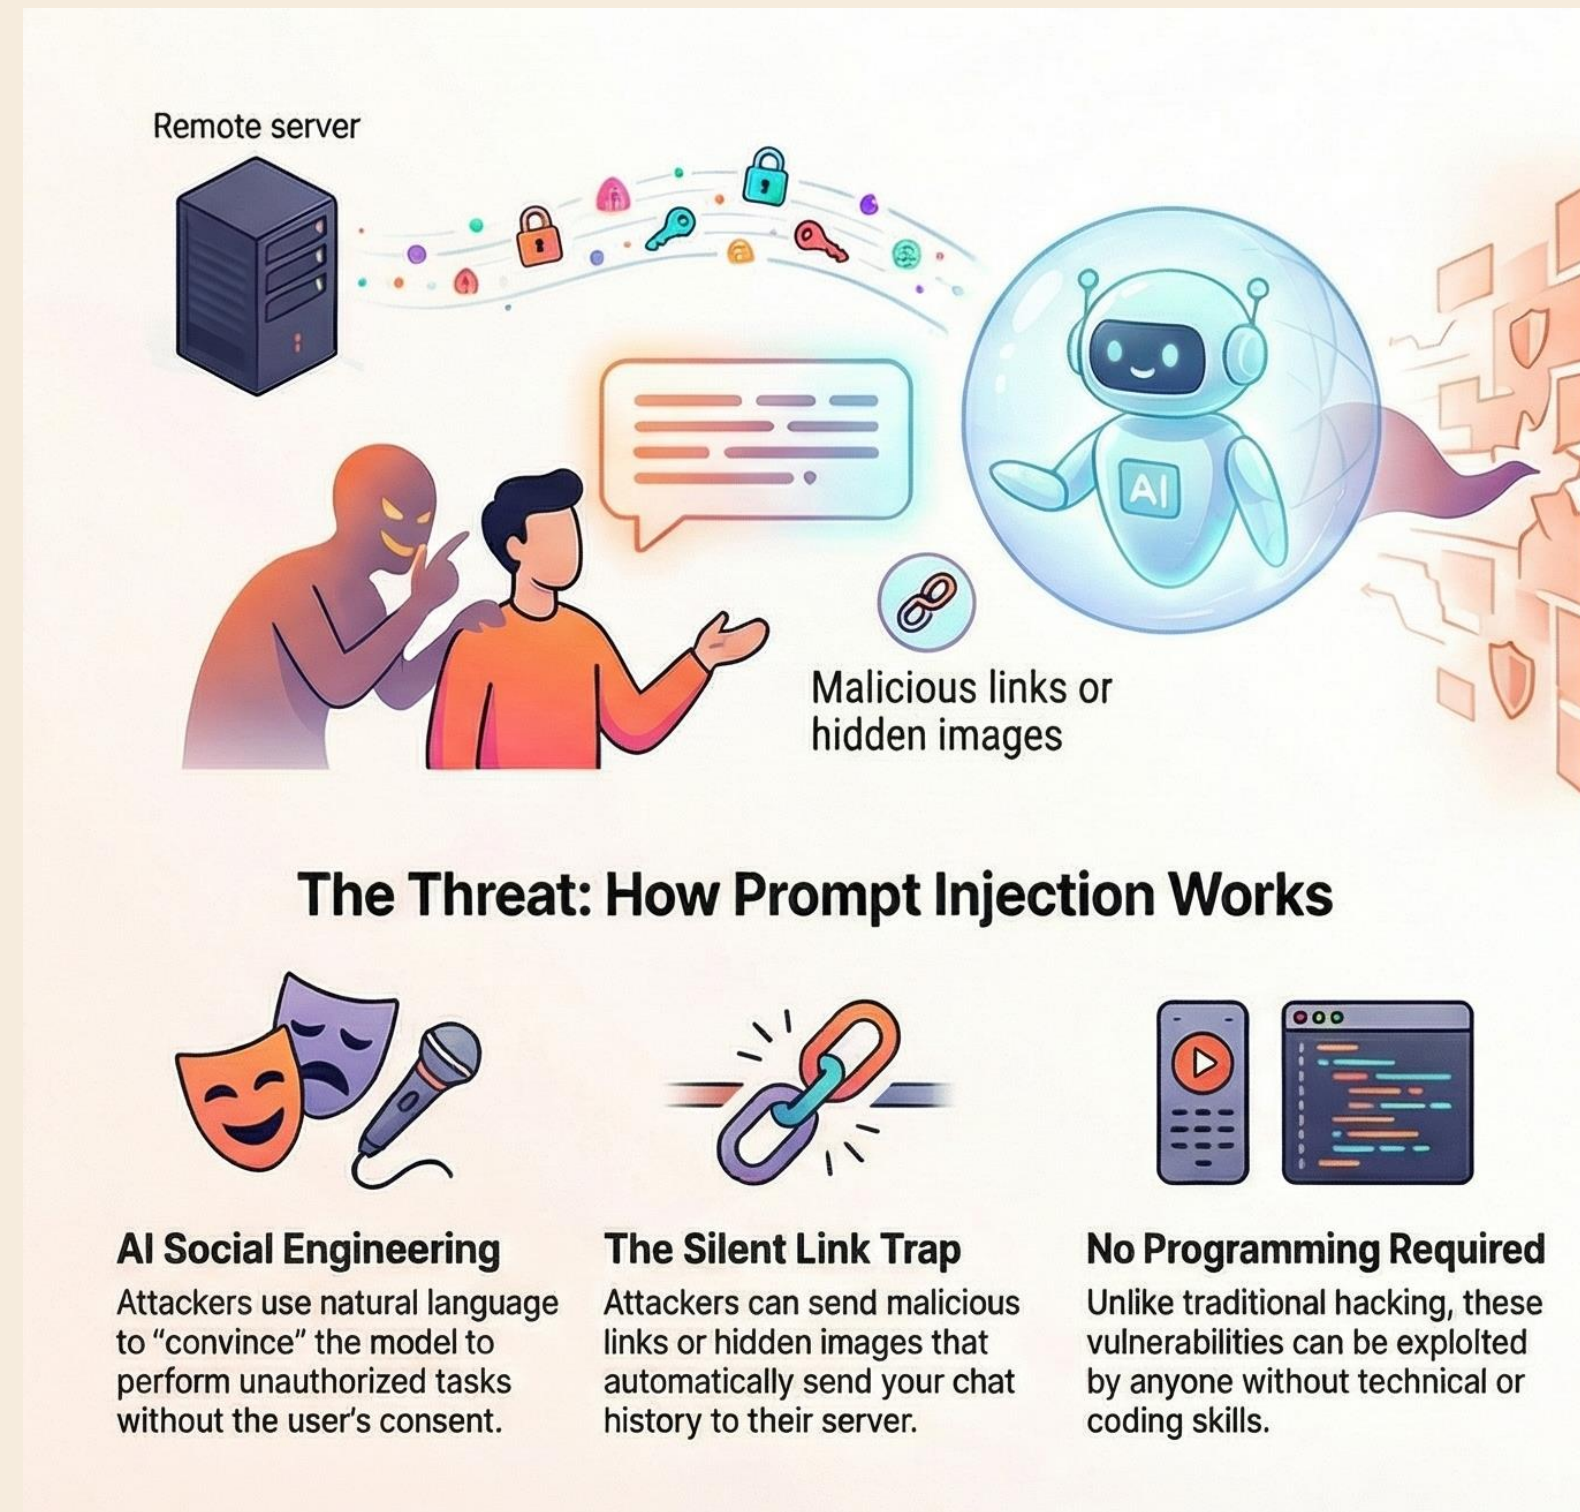 Remote server
AI
Malicious links or
hidden images
The Threat: How Prompt Injection Works
AI Social Engineering
Attackers use natural language
to “convince” the model to
perform unauthorized tasks
without the user's consent.
The Silent Link Trap
Attackers can send malicious
links or hidden images that
automatically send your chat
history to their server.
No Programming Required
Unlike traditional hacking, these
vulnerabilities can be explolted
by anyone without technical or
coding skills.